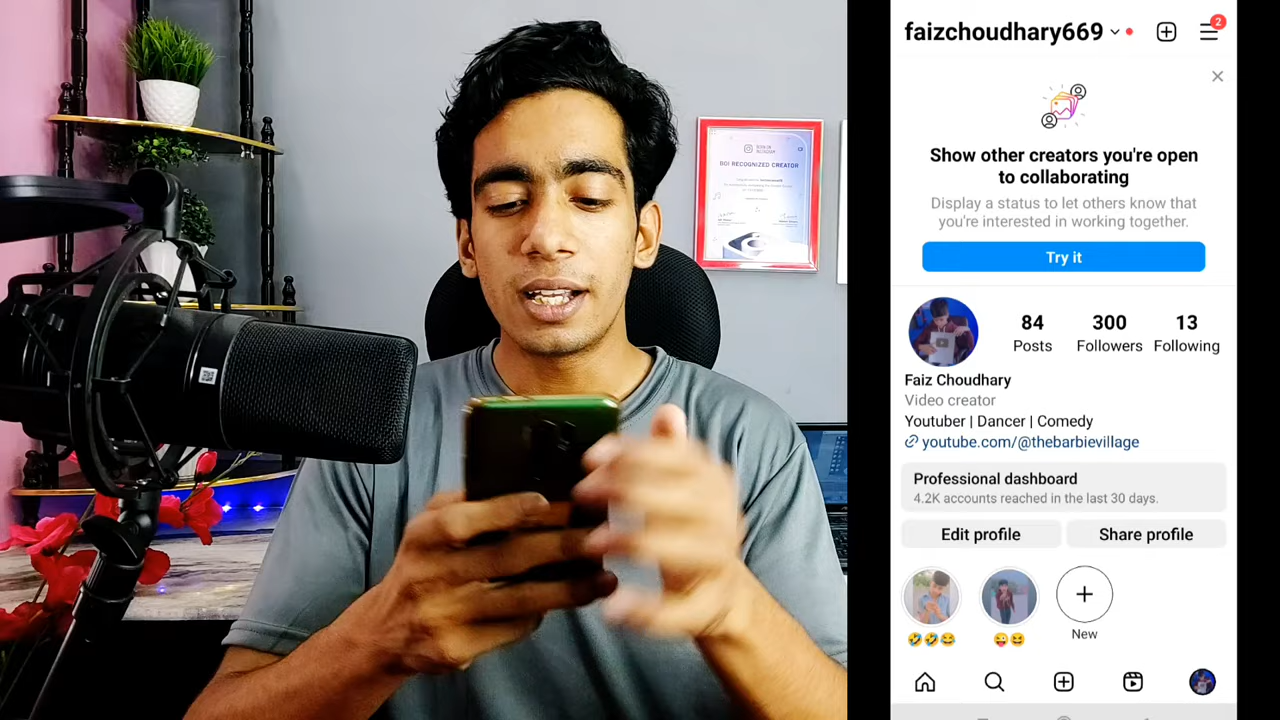 BORN ON
INSTAGRAM
BOI RECOGNIZED CREATOR
faizchoudhary669
2
Show other creators you're open
to collaborating
Display a status to let others know that
you're interested in working together.
Try it
84
300
13
Posts
Followers
Following
Faiz Choudhary
Video creator
Youtuber | Dancer | Comedy
youtube.com/@thebarbievillage
Professional dashboard
4.2K accounts reached in the last 30 days.
Edit profile
Share profile
🤣🤣😂
😜😆
New